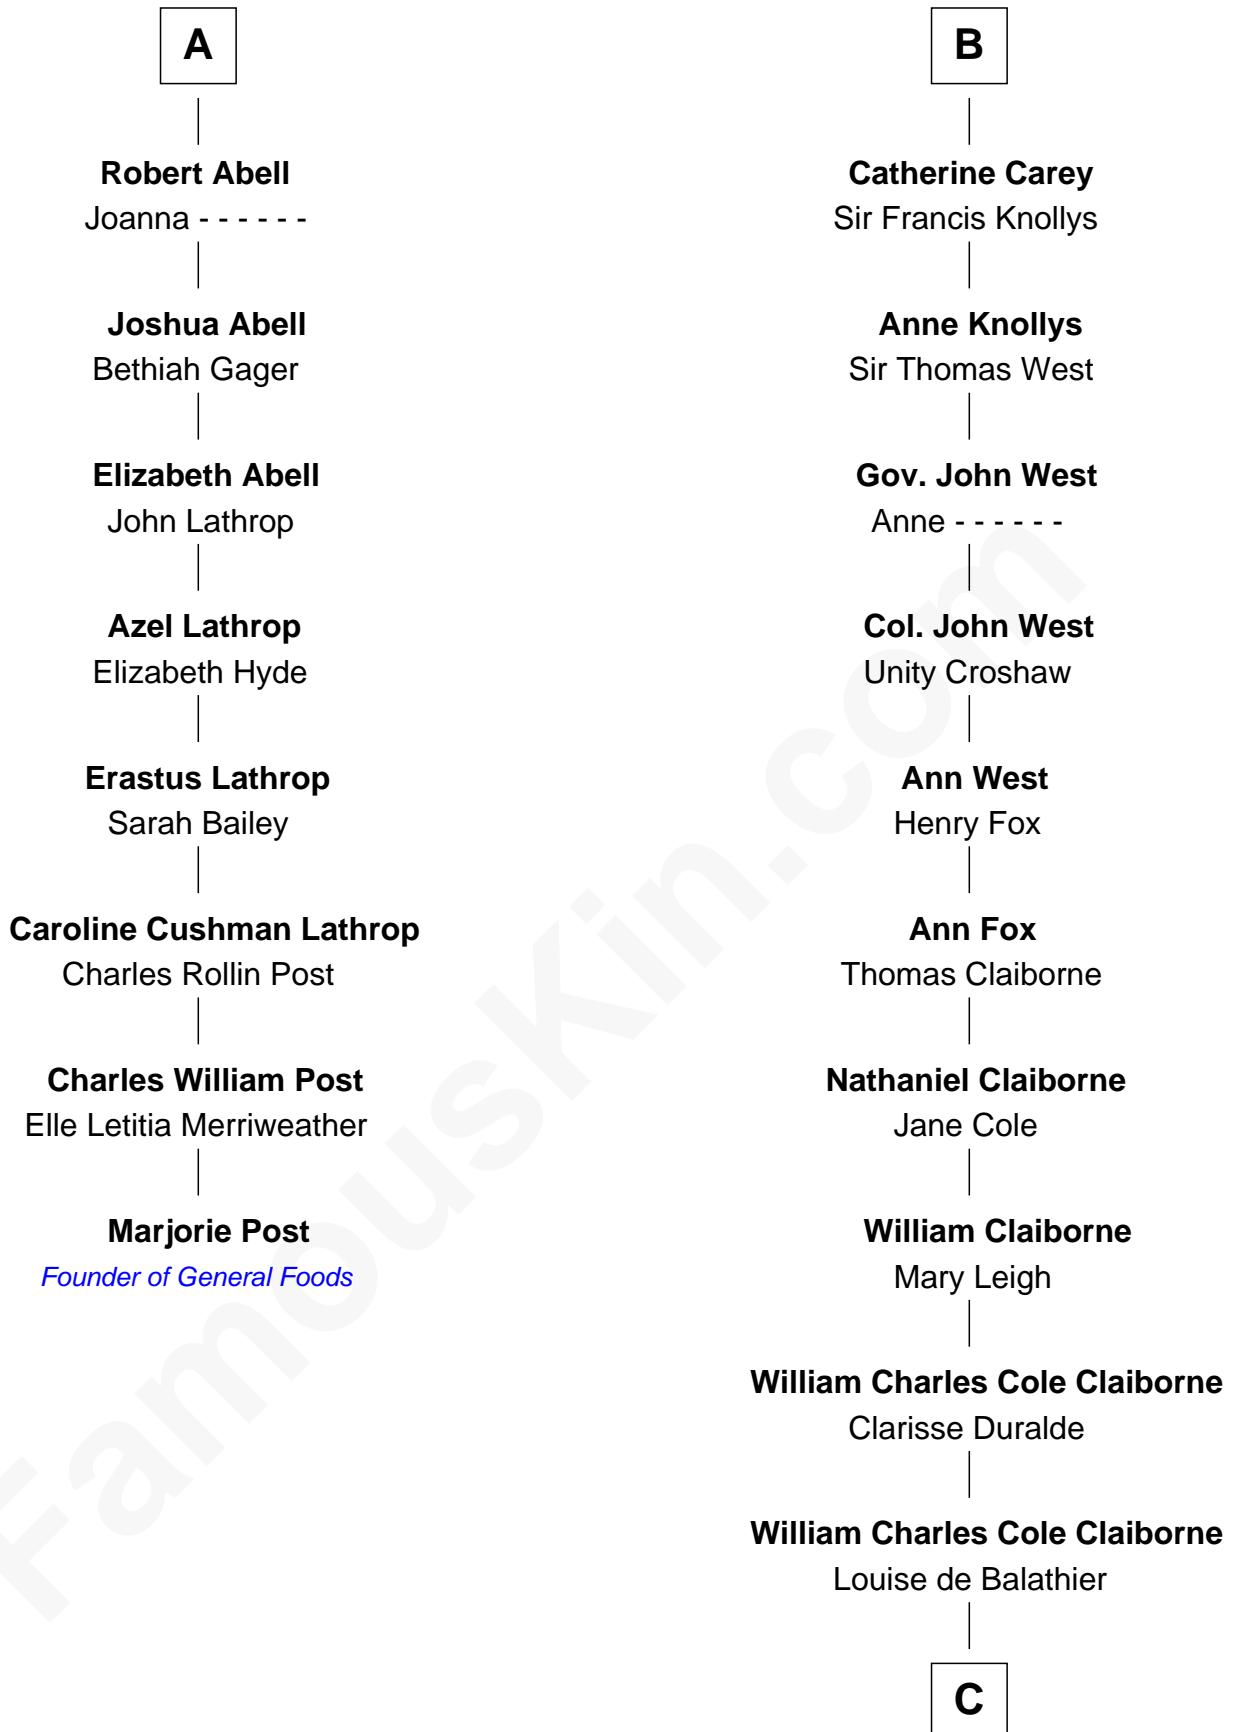 A
Robert Abell
Joanna - - - - - -
Joshua Abell
Bethiah Gager
Elizabeth Abell
John Lathrop
Azel Lathrop
Elizabeth Hyde
Erastus Lathrop
Sarah Bailey
Caroline Cushman Lathrop
Charles Rollin Post
Charles William Post
Elle Letitia Merriweather
Marjorie Post
Founder of General Foods
B
Catherine Carey
Sir Francis Knollys
Anne Knollys
Sir Thomas West
Gov. John West
Anne - - - - - -
Col. John West
Unity Croshaw
Ann West
Henry Fox
Ann Fox
Thomas Claiborne
Nathaniel Claiborne
Jane Cole
William Claiborne
Mary Leigh
William Charles Cole Claiborne
Clarisse Duralde
William Charles Cole Claiborne
Louise de Balathier
C
FamousKin.com